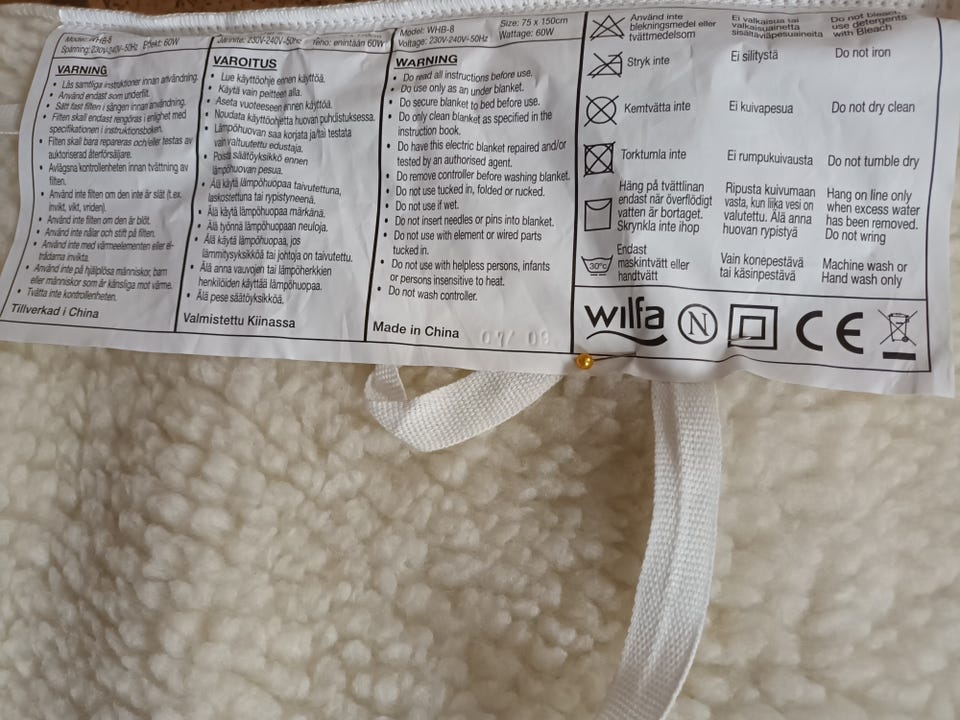 Model: WHB-8
Spänning: 230V-240V~50Hz Effekt: 60W
VARNING
• Läs samtliga instruktioner innan användning.
• Använd endast som underfilt.
• Sätt fast filten i sängen innan användning.
• Filten skall endast rengöras i enlighet med
specifikationen i instruktionsboken.
• Filten skall bara repareras och/eller testas av
auktoriserad återförsäljare.
• Avlägsna kontrollenheten innan tvättning av
filten.
• Använd inte filten om den inte är slät (t.ex.
invikt, vikt, vriden).
• Använd inte filten om den är blöt.
• Använd inte nålar och stift på filten.
• Använd inte med värmeelementen eller el-
trådarna invikta.
• Använd inte på hjälplösa människor, barn
eller människor som är känsliga mot värme.
• Tvätta inte kontrollenheten.
Tillverkad i China
Jännite: 230V-240V~50Hz Teho: enintään 60W
VAROITUS
• Lue käyttöohje ennen käyttöä.
• Käytä vain peitteen alla.
• Aseta vuoteeseen ennen käyttöä.
• Noudata käyttöohjetta huovan puhdistuksessa.
• Lämpöhuovan saa korjata ja/tai testata
vain valtuutettu edustaja.
• Poista säätöyksikkö ennen
lämpöhuovan pesua.
• Älä käytä lämpöhuopaa taivutettuna,
laskostettuna tai rypistyneenä.
• Älä käytä lämpöhuopaa märkänä.
• Älä työnnä lämpöhuopaan neuloja.
• Älä käytä lämpöhuopaa, jos
lämmitysyksikköä tai johtoja on taivutettu.
• Älä anna vauvojen tai lämpöherkkien
henkilöiden käyttää lämpöhuopaa.
• Älä pese säätöyksikköä.
Valmistettu Kiinassa
Model: WHB-8 Size: 75 x 150cm
Voltage: 230V-240V~50Hz Wattage: 60W
WARNING
• Do read all instructions before use.
• Do use only as an under blanket.
• Do secure blanket to bed before use.
• Do only clean blanket as specified in the
instruction book.
• Do have this electric blanket repaired and/or
tested by an authorised agent.
• Do remove controller before washing blanket.
• Do not use tucked in, folded or rucked.
• Do not use if wet.
• Do not insert needles or pins into blanket.
• Do not use with element or wired parts
tucked in.
• Do not use with helpless persons, infants
or persons insensitive to heat.
• Do not wash controller.
Made in China
Använd inte
blekningsmedel eller
tvättmedelsom
Ei valkaisua tai
valkaisuainetta
sisältäviäpesuaineita
Do not bleach,
use detergents
with Bleach
Stryk inte
Ei silitystä
Do not iron
Kemtvätta inte
Ei kuivapesua
Do not dry clean
Torktumla inte
Ei rumpukuivausta
Do not tumble dry
Häng på tvättlinan
endast när överflödigt
vatten är bortaget.
Skrynkla inte ihop
Ripusta kuivumaan
vasta, kun liika vesi on
valutettu. Älä anna
huovan rypistyä
Hang on line only
when excess water
has been removed.
Do not wring
30°C
Endast
maskintvätt eller
handtvätt
Vain konepestävä
tai käsinpestävä
Machine wash or
Hand wash only
wilfa N CE